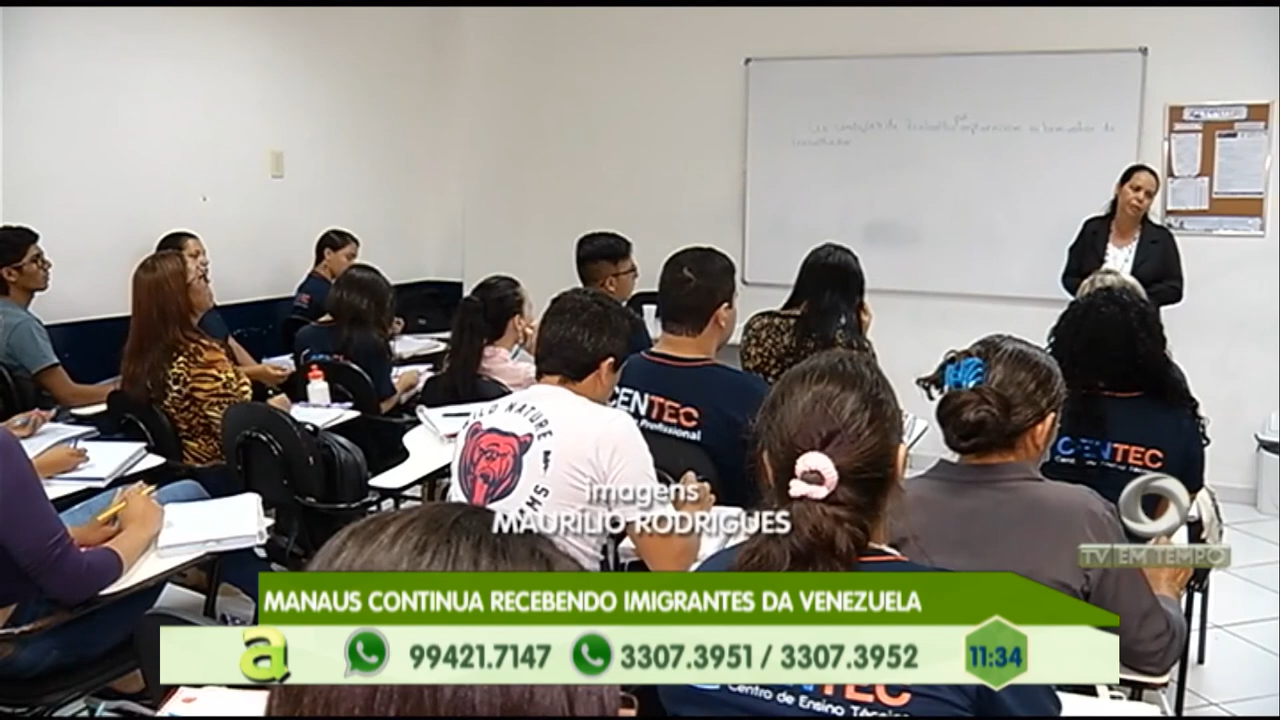 CENTEC
Profissional
CENTEC
Imagens
MAURILIO RODRIGUES
TV EM TEMPO
MANAUS CONTINUA RECEBENDO IMIGRANTES DA VENEZUELA
a 99421.7147 3307.3951 / 3307.3952 11:34
TEC
Centro de Ensino Técnico